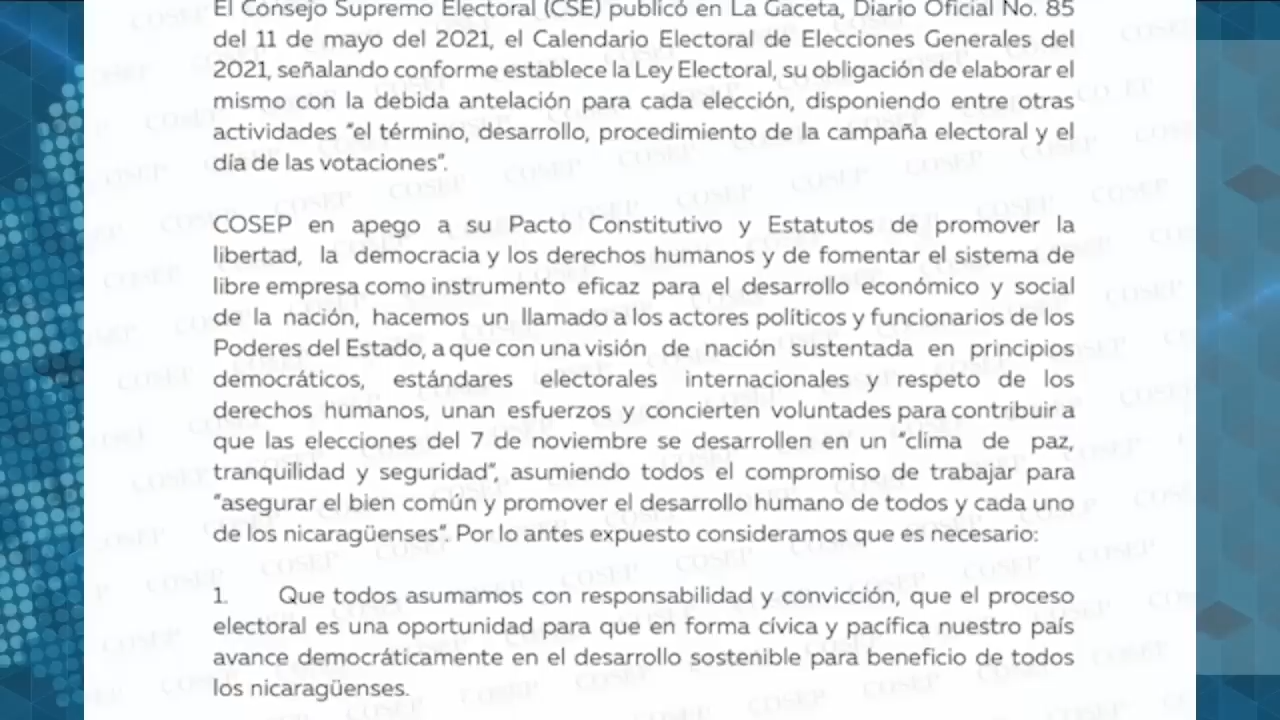 El Consejo Supremo Electoral (CSE) publicó en La Gaceta, Diario Oficial No. 85
del 11 de mayo del 2021, el Calendario Electoral de Elecciones Generales del
2021, señalando conforme establece la Ley Electoral, su obligación de elaborar el
mismo con la debida antelación para cada elección, disponiendo entre otras
actividades "el término, desarrollo, procedimiento de la campaña electoral y el
día de las votaciones".
COSEP en apego a su Pacto Constitutivo y Estatutos de promover la
libertad, la democracia y los derechos humanos y de fomentar el sistema de
libre empresa como instrumento eficaz para el desarrollo económico y social
de la nación, hacemos un llamado a los actores políticos y funcionarios de los
Poderes del Estado, a que con una visión de nación sustentada en principios
democráticos, estándares electorales internacionales y respeto de los
derechos humanos, unan esfuerzos y concierten voluntades para contribuir a
que las elecciones del 7 de noviembre se desarrollen en un "clima de paz,
tranquilidad y seguridad", asumiendo todos el compromiso de trabajar para
"asegurar el bien común y promover el desarrollo humano de todos y cada uno
de los nicaragüenses". Por lo antes expuesto consideramos que es necesario:
1. Que todos asumamos con responsabilidad y convicción, que el proceso
electoral es una oportunidad para que en forma cívica y pacífica nuestro país
avance democráticamente en el desarrollo sostenible para beneficio de todos
los nicaragüenses.